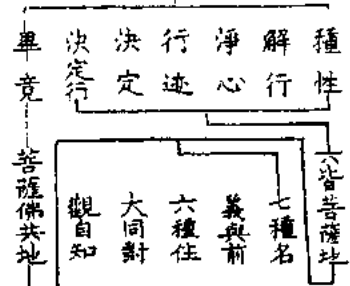 種性
解行
淨心
行迹
決定
決定行
畢竟
六皆菩薩地
七種名
義與前
六種住
大同對
觀自知
菩薩佛共地